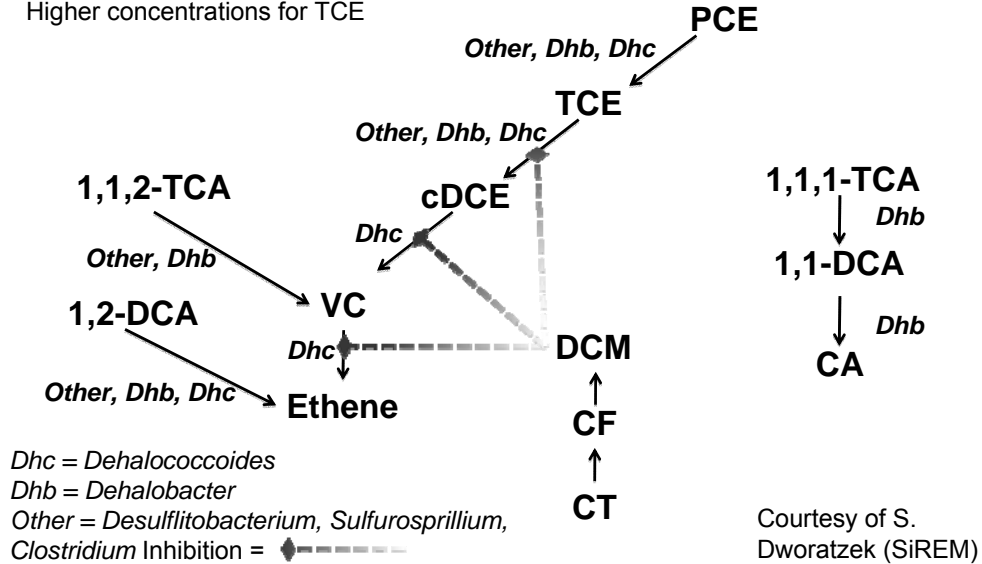 Higher concentrations for TCE
PCE
Other, Dhb, Dhc
TCE
Other, Dhb, Dhc
1,1,2-TCA
cDCE
1,1,1-TCA
Dhb
Dhc
Other, Dhb
1,1-DCA
1,2-DCA
VC
Dhb
Dhc
DCM
CA
Other, Dhb, Dhc
Ethene
CF
Dhc = Dehalococcoides
Dhb = Dehalobacter
CT
Other = Desulflitobacterium, Sulfurosprillium,
Clostridium Inhibition =
Courtesy of S.
Dworatzek (SiREM)